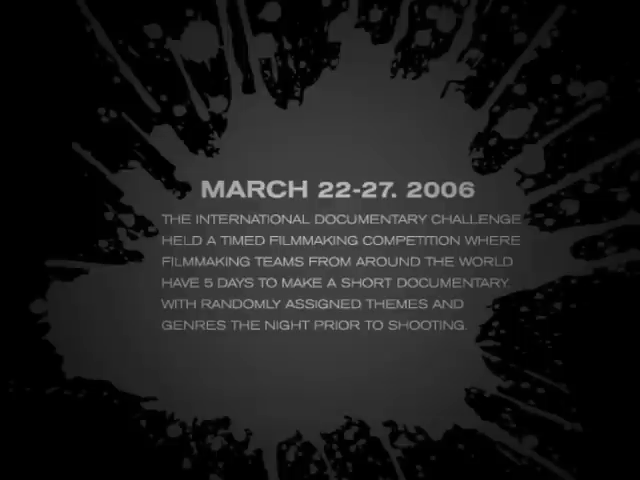 MARCH 22-27. 2006
THE INTERNATIONAL DOCUMENTARY CHALLENGE
HELD A TIMED FILMMAKING COMPETITION WHERE
FILMMAKING TEAMS FROM AROUND THE WORLD
HAVE 5 DAYS TO MAKE A SHORT DOCUMENTARY.
WITH RANDOMLY ASSIGNED THEMES AND
GENRES THE NIGHT PRIOR TO SHOOTING.